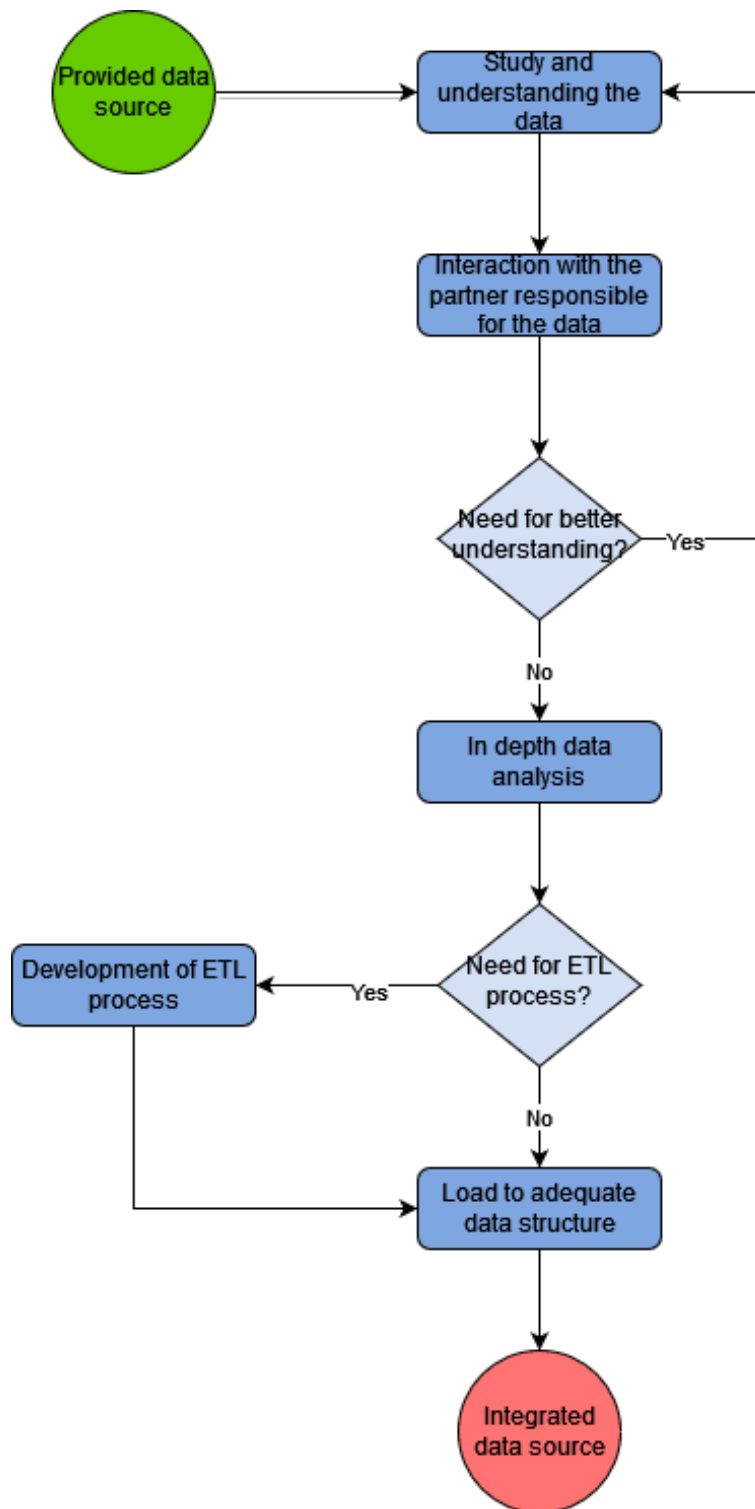 Provided data
source
Study and
understanding the
data
Interaction with the
partner responsible
for the data
Need for better
understanding?
Yes
No
In depth data
analysis
Development of ETL
process
Yes
Need for ETL
process?
No
Load to adequate
data structure
Integrated
data source